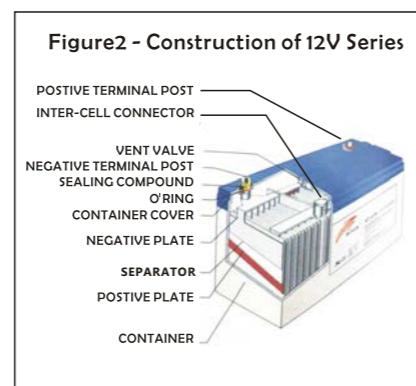 Figure2 - Construction of 12V Series
POSTIVE TERMINAL POST
INTER-CELL CONNECTOR
VENT VALVE
NEGATIVE TERMINAL POST
SEALING COMPOUND
O'RING
CONTAINER COVER
NEGATIVE PLATE
SEPARATOR
POSTIVE PLATE
CONTAINER